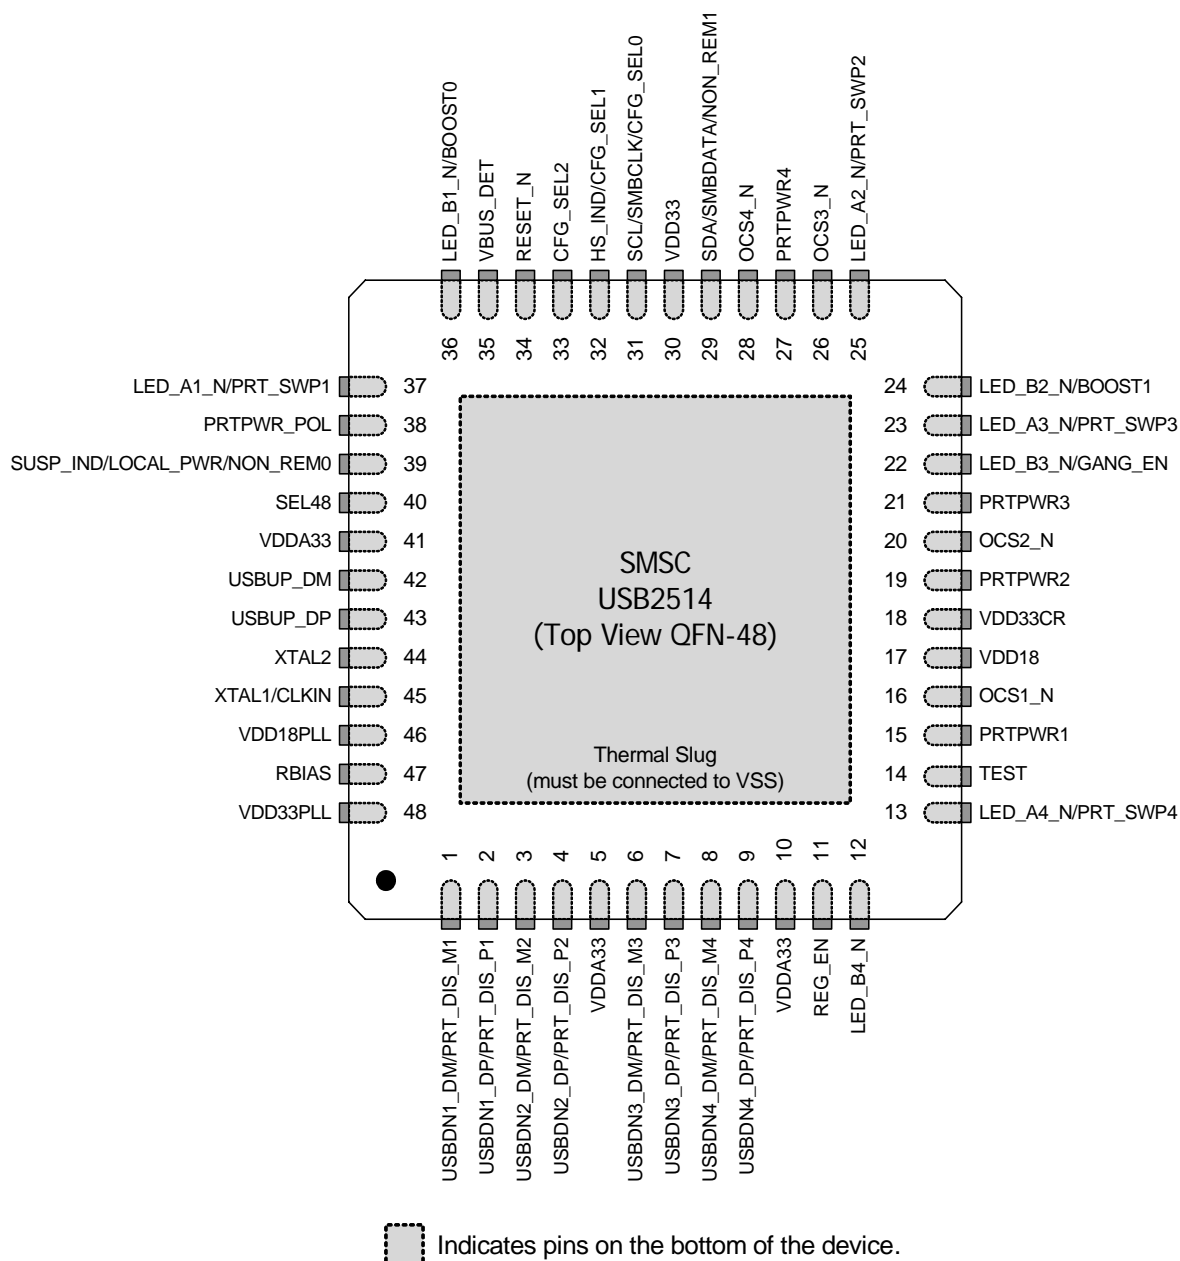 LED_B1_N/BOOST0
VBUS_DET
RESET_N
CFG_SEL2
HS_IND/CFG_SEL1
SCL/SMBCLK/CFG_SEL0
VDD33
SDA/SMBDATA/NON_REM1
OCS4_N
PRTPWR4
OCS3_N
LED_A2_N/PRT_SWP2
36
35
34
33
32
31
30
29
28
27
26
25
LED_A1_N/PRT_SWP1 37
PRTPWR_POL 38
SUSP_IND/LOCAL_PWR/NON_REM0 39
SEL48 40
VDDA33 41
USBUP_DM 42
USBUP_DP 43
XTAL2 44
XTAL1/CLKIN 45
VDD18PLL 46
RBIAS 47
VDD33PLL 48
SMSC
USB2514
(Top View QFN-48)
Thermal Slug
(must be connected to VSS)
24 LED_B2_N/BOOST1
23 LED_A3_N/PRT_SWP3
22 LED_B3_N/GANG_EN
21 PRTPWR3
20 OCS2_N
19 PRTPWR2
18 VDD33CR
17 VDD18
16 OCS1_N
15 PRTPWR1
14 TEST
13 LED_A4_N/PRT_SWP4
1
2
3
4
5
6
7
8
9
10
11
12
USBDN1_DM/PRT_DIS_M1
USBDN1_DP/PRT_DIS_P1
USBDN2_DM/PRT_DIS_M2
USBDN2_DP/PRT_DIS_P2
VDDA33
USBDN3_DM/PRT_DIS_M3
USBDN3_DP/PRT_DIS_P3
USBDN4_DM/PRT_DIS_M4
USBDN4_DP/PRT_DIS_P4
VDDA33
REG_EN
LED_B4_N
Indicates pins on the bottom of the device.